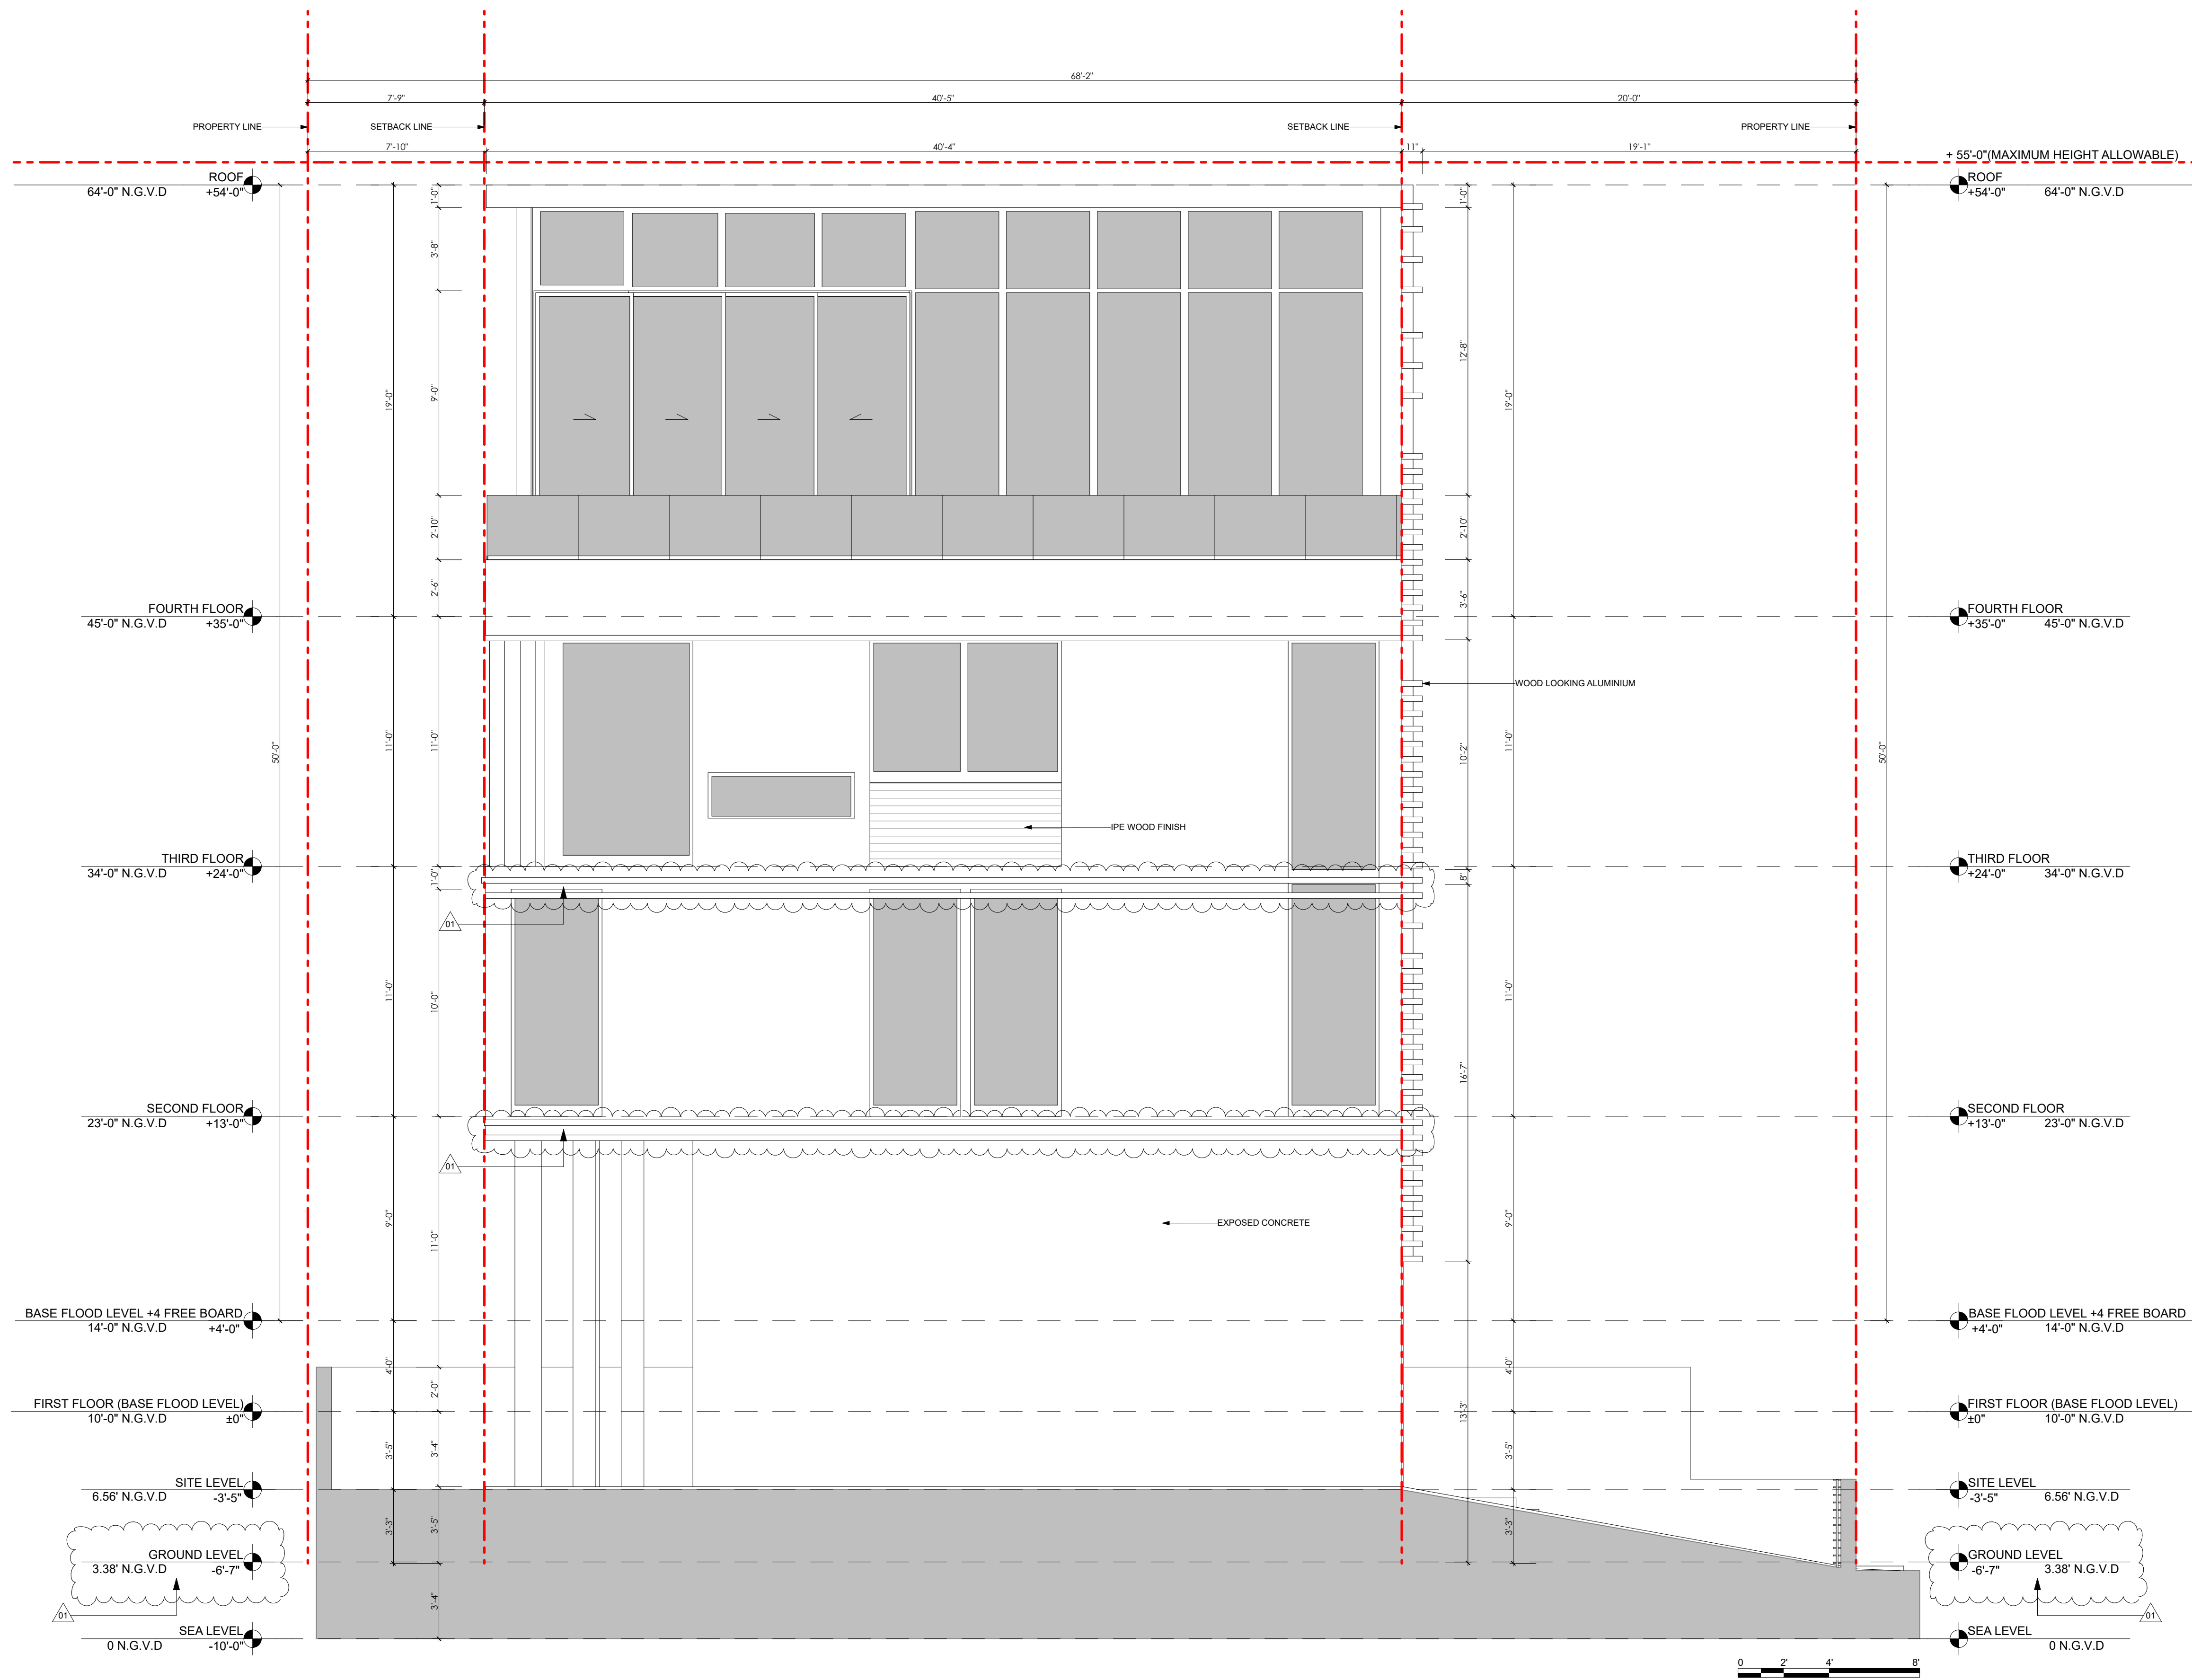 68'-2"
7'-9" 40'-5" 20'-0"
PROPERTY LINE SETBACK LINE SETBACK LINE PROPERTY LINE
7'-10" 40'-4" 11" 19'-1"
+ 55'-0"(MAXIMUM HEIGHT ALLOWABLE)
ROOF ROOF
64'-0" N.G.V.D +54'-0" +54'-0" 64'-0" N.G.V.D
1'-0" 1'-0"
3'-8"
12'-8"
19'-0" 9'-0" 19'-0"
2'-10" 2'-10"
2'-6" 3'-6"
FOURTH FLOOR FOURTH FLOOR
45'-0" N.G.V.D +35'-0" +35'-0" 45'-0" N.G.V.D
WOOD LOOKING ALUMINIUM
50'-0" 11'-0" 11'-0" 10'-2" 11'-0" 50'-0"
IPE WOOD FINISH
THIRD FLOOR THIRD FLOOR
34'-0" N.G.V.D +24'-0" +24'-0" 34'-0" N.G.V.D
1'-0" 8"
01
11'-0" 10'-0" 11'-0"
16'-7"
SECOND FLOOR SECOND FLOOR
23'-0" N.G.V.D +13'-0" +13'-0" 23'-0" N.G.V.D
01
9'-0" 11'-0" EXPOSED CONCRETE 9'-0"
BASE FLOOD LEVEL +4 FREE BOARD BASE FLOOD LEVEL +4 FREE BOARD
14'-0" N.G.V.D +4'-0" +4'-0" 14'-0" N.G.V.D
4'-0" 2'-0" 4'-0"
FIRST FLOOR (BASE FLOOD LEVEL) FIRST FLOOR (BASE FLOOD LEVEL)
10'-0" N.G.V.D ±0" 13'-3" ±0" 10'-0" N.G.V.D
3'-5" 3'-4" 3'-5"
SITE LEVEL SITE LEVEL
6.56' N.G.V.D -3'-5" -3'-5" 6.56' N.G.V.D
3'-3" 3'-5" 3'-3"
GROUND LEVEL GROUND LEVEL
3.38' N.G.V.D -6'-7" -6'-7" 3.38' N.G.V.D
3'-4"
01 01
SEA LEVEL SEA LEVEL
0 N.G.V.D -10'-0" 0 N.G.V.D
0 2' 4' 8'